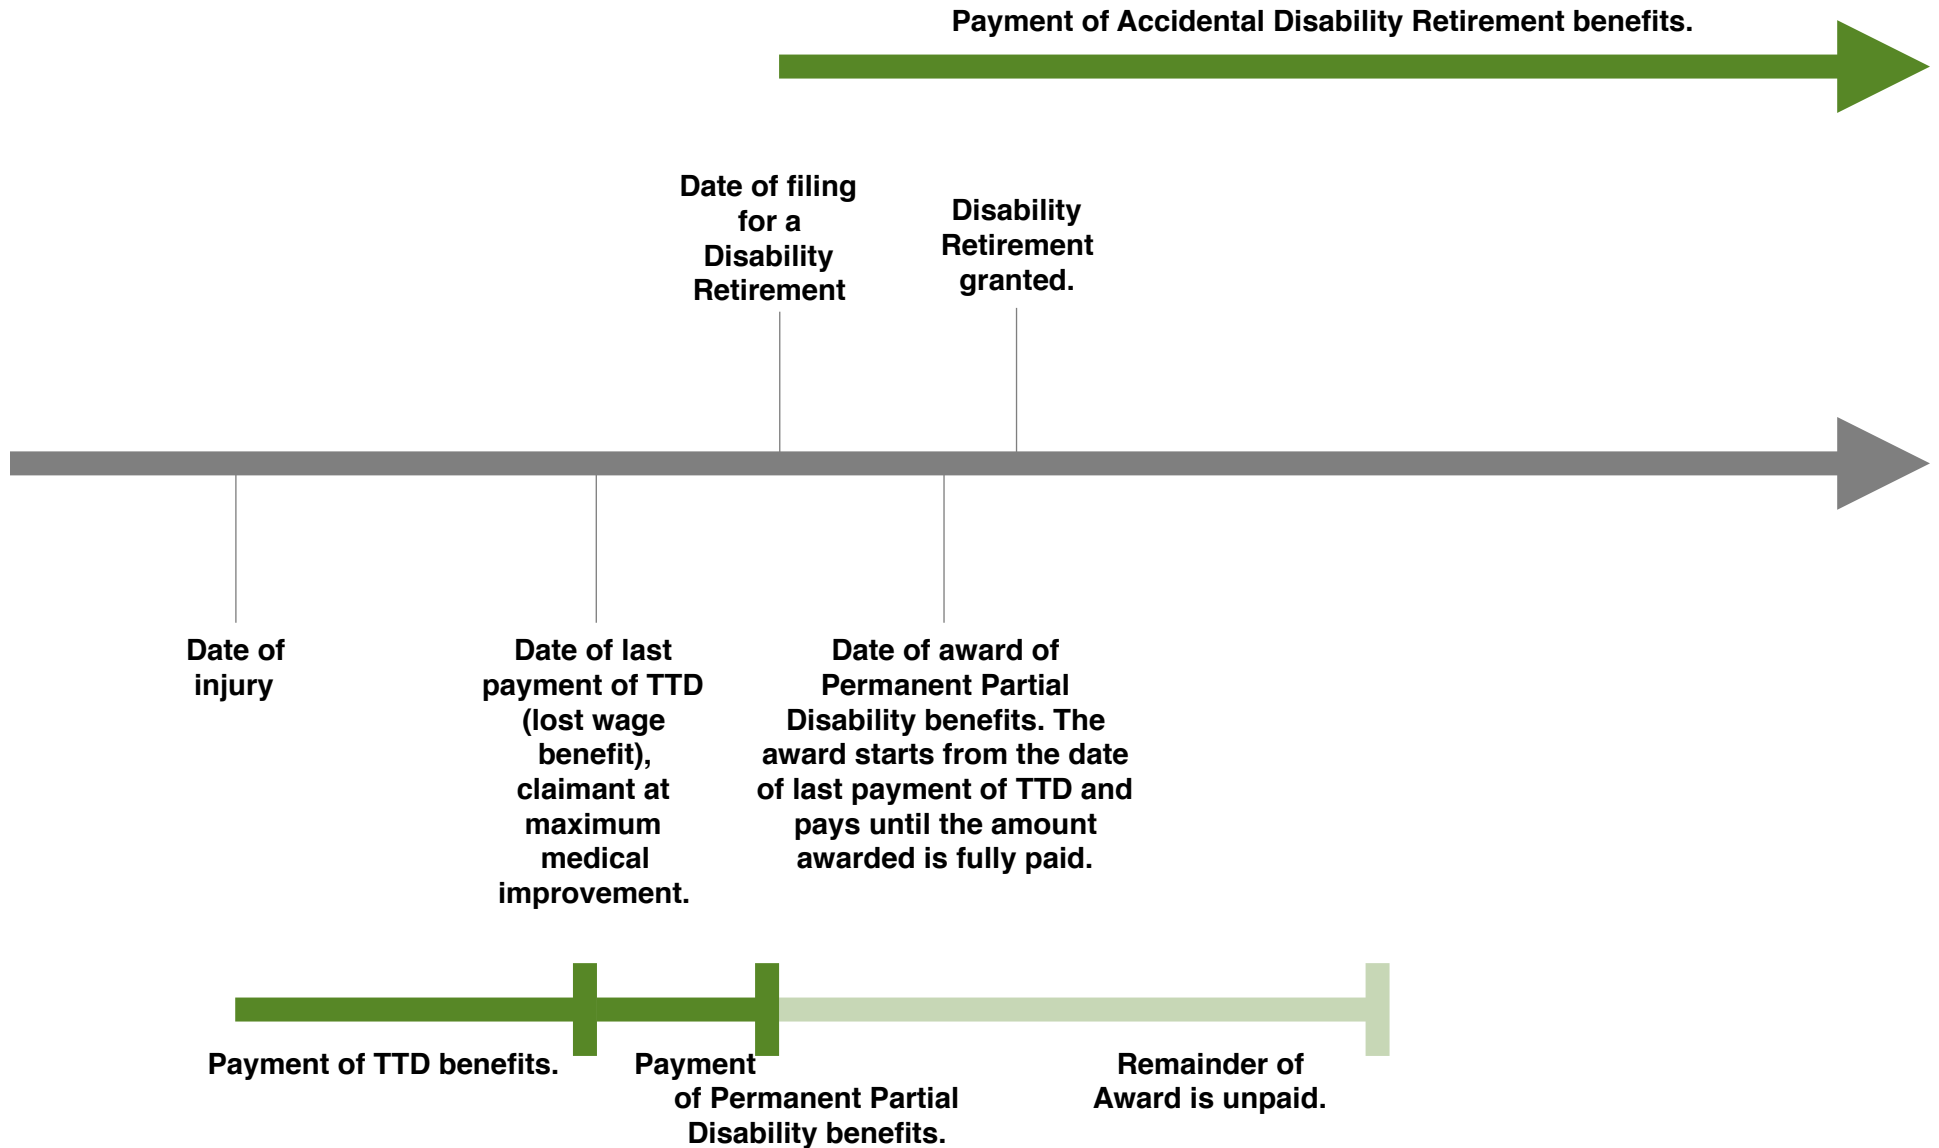 Payment of Accidental Disability Retirement benefits.
Date of filing
for a
Disability
Retirement
Disability
Retirement
granted.
Date of
injury
Date of last
payment of TTD
(lost wage
benefit),
claimant at
maximum
medical
improvement.
Date of award of
Permanent Partial
Disability benefits. The
award starts from the date
of last payment of TTD and
pays until the amount
awarded is fully paid.
Payment of TTD benefits.
Payment
of Permanent Partial
Disability benefits.
Remainder of
Award is unpaid.